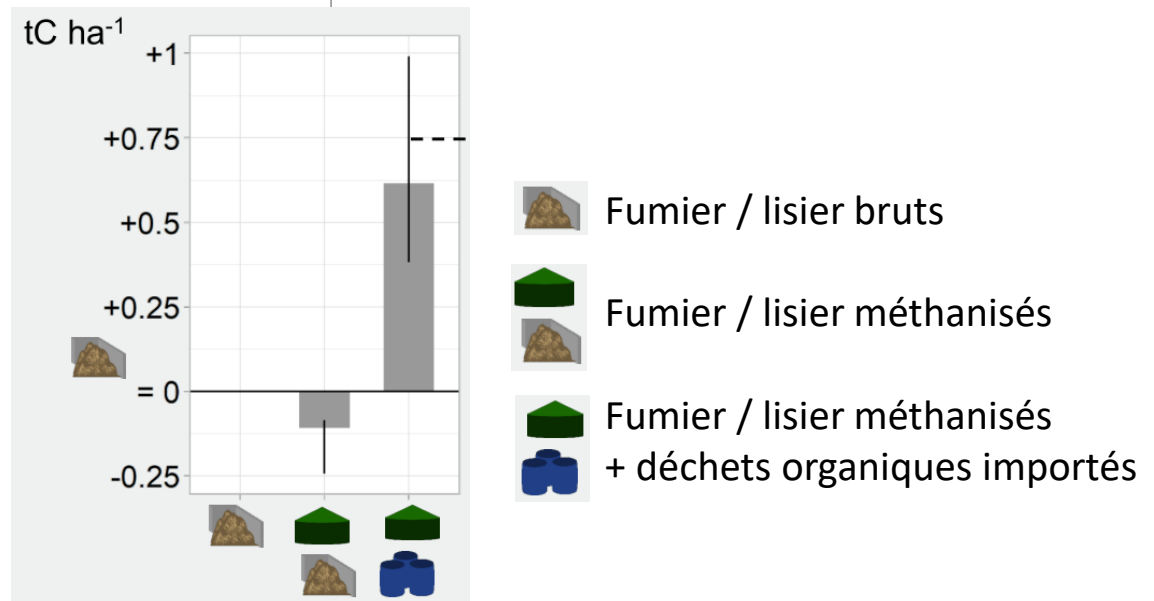 tC ha⁻¹
+1
+0.75
+0.5
+0.25
= 0
-0.25
Fumier / lisier bruts
Fumier / lisier méthanisés
Fumier / lisier méthanisés
+ déchets organiques importés